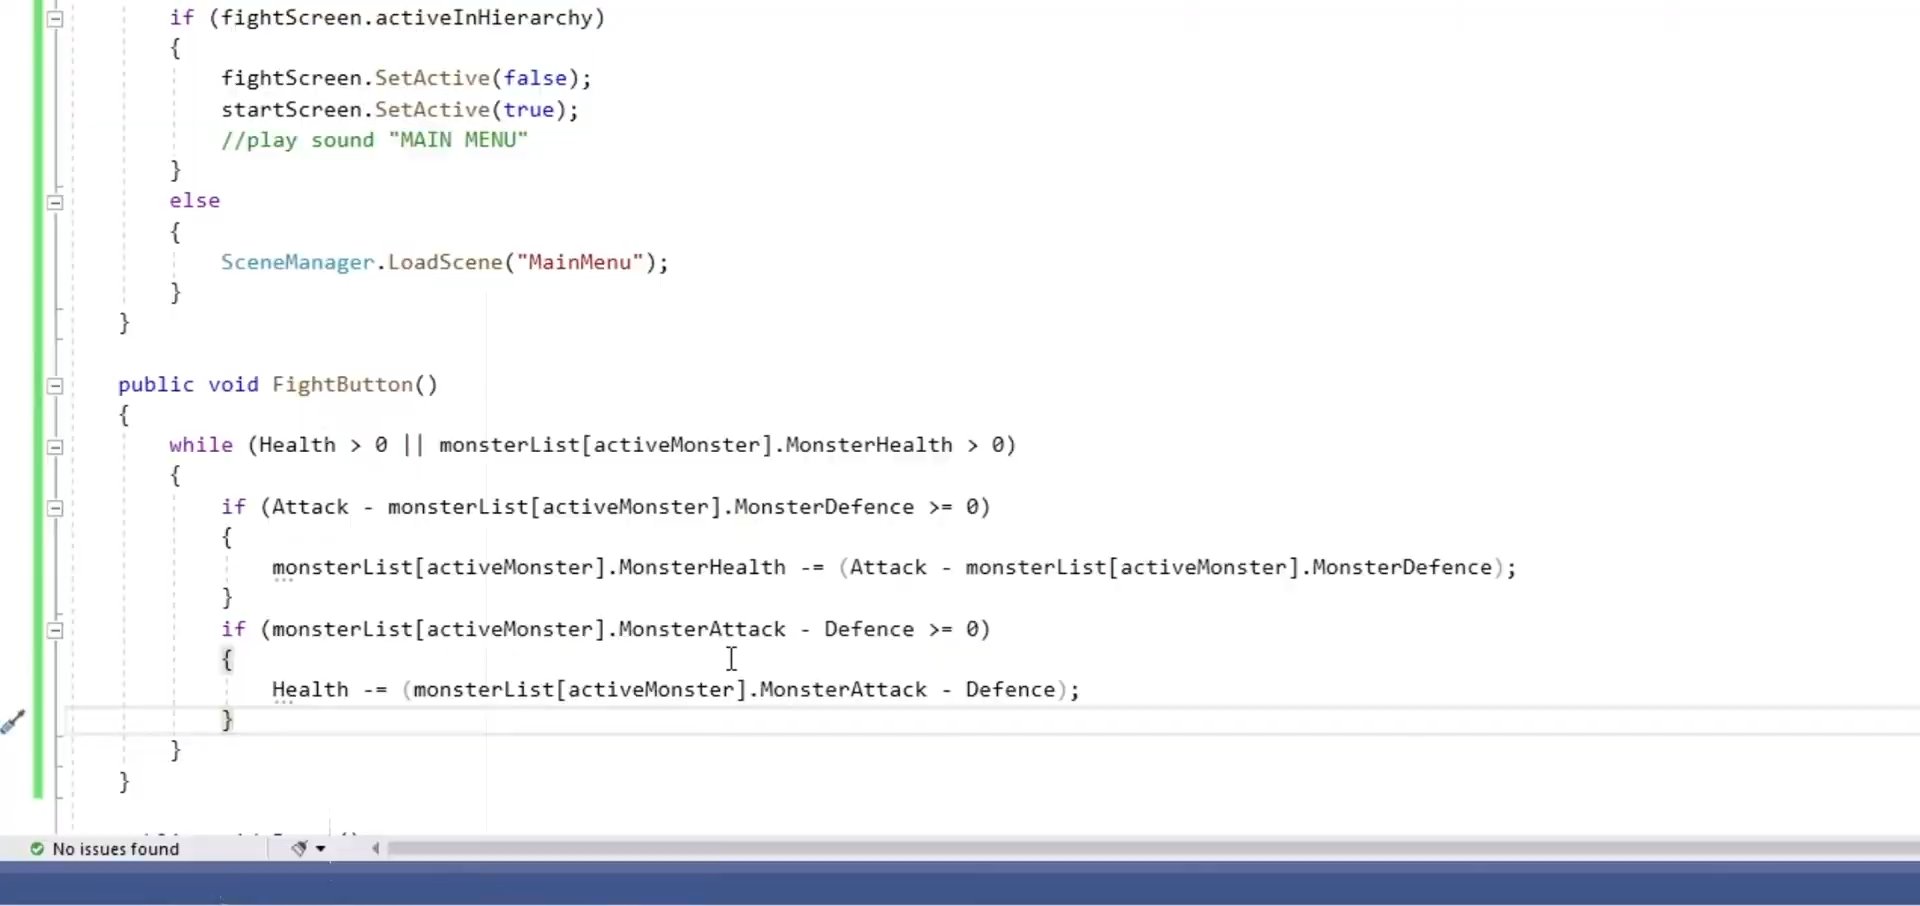 if (fightScreen.activeInHierarchy)
{
fightScreen.SetActive(false);
startScreen.SetActive(true);
//play sound "MAIN MENU"
}
else
{
SceneManager.LoadScene("MainMenu");
}
}
public void FightButton()
{
while (Health > 0 || monsterList[activeMonster].MonsterHealth > 0)
{
if (Attack - monsterList[activeMonster].MonsterDefence >= 0)
{
monsterList[activeMonster].MonsterHealth -= (Attack - monsterList[activeMonster].MonsterDefence);
}
if (monsterList[activeMonster].MonsterAttack - Defence >= 0)
{
Health -= (monsterList[activeMonster].MonsterAttack - Defence);
}
}
}
No issues found